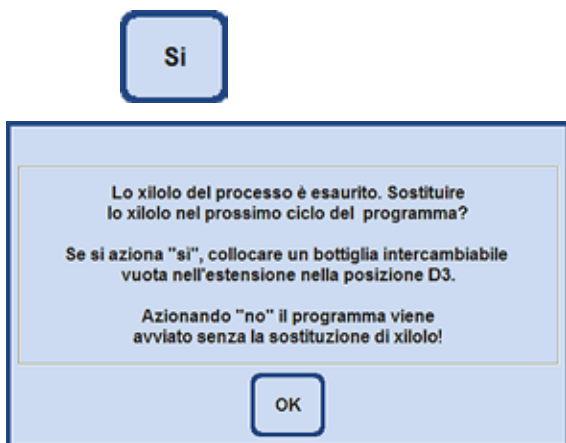 Si
Lo xilolo del processo è esaurito. Sostituire
lo xilolo nel prossimo ciclo del programma?
Se si aziona "sì", collocare un bottiglia intercambiabile
vuota nell'estensione nella posizione D3.
Azionando "no" il programma viene
avviato senza la sostituzione di xilolo!
OK